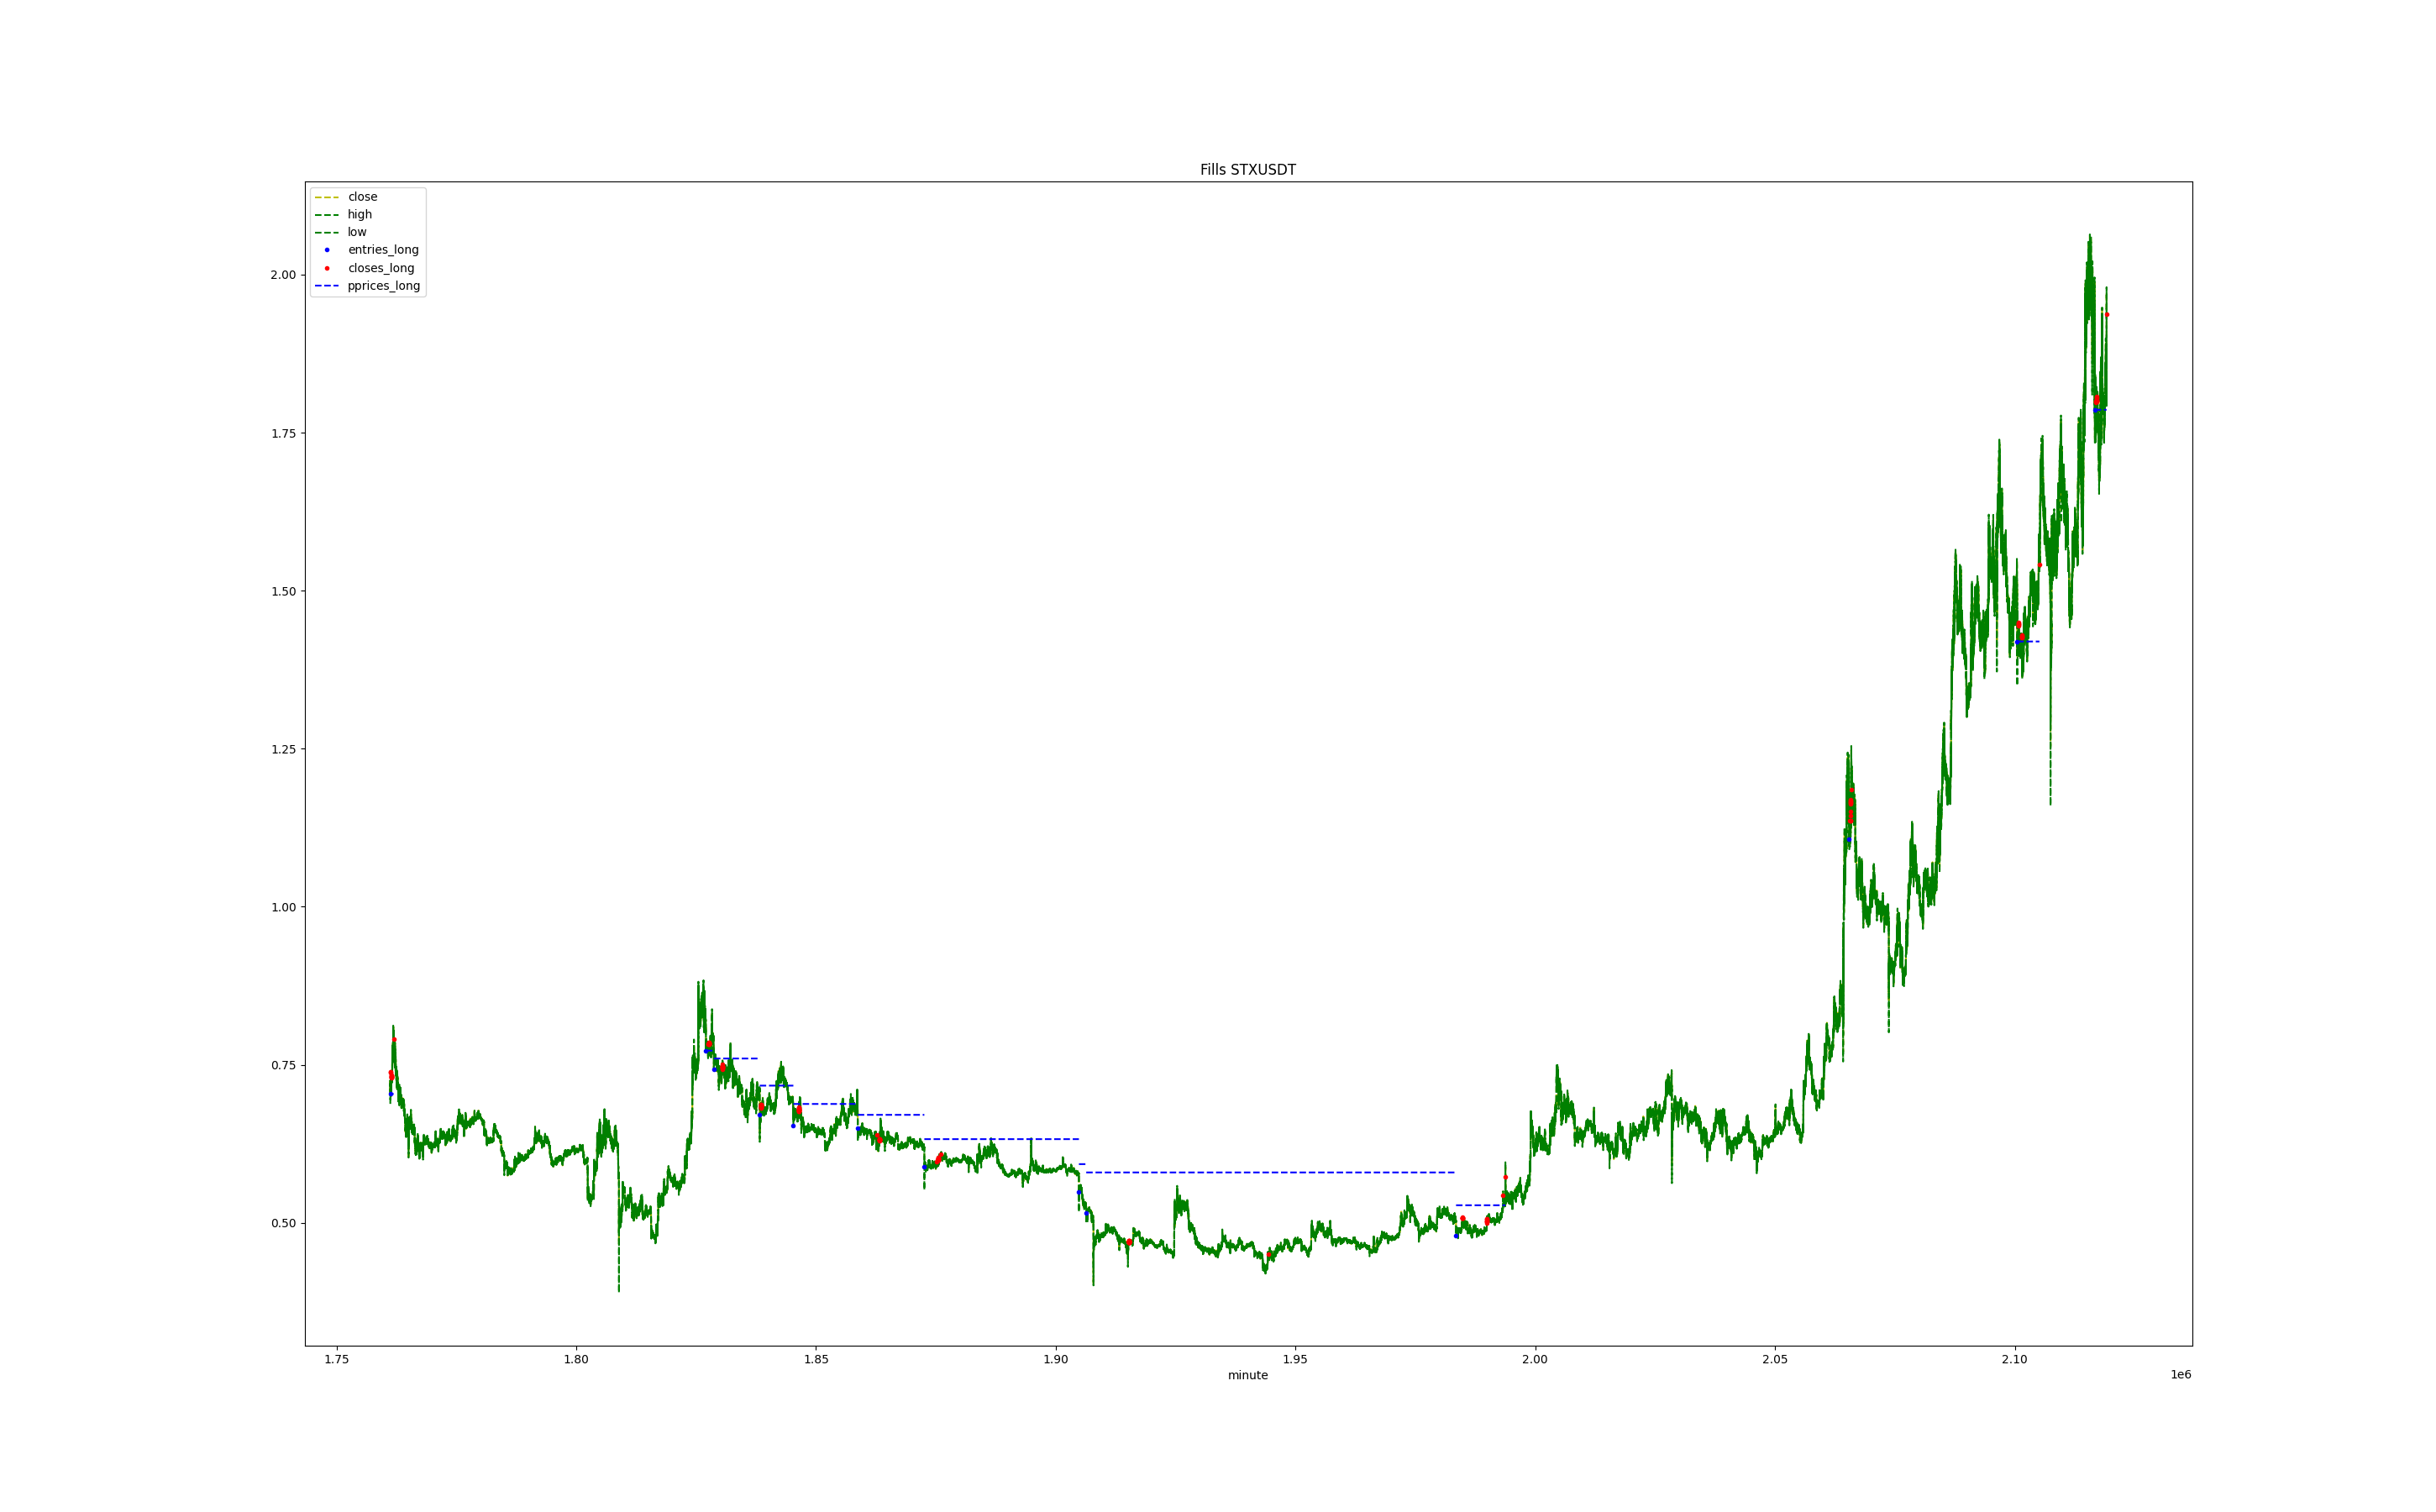 Fills STXUSDT
close
high
low
entries_long
closes_long
pprices_long
2.00
1.75
1.50
1.25
1.00
0.75
0.50
1.75
1.80
1.85
1.90
1.95
2.00
2.05
2.10
minute
1e6